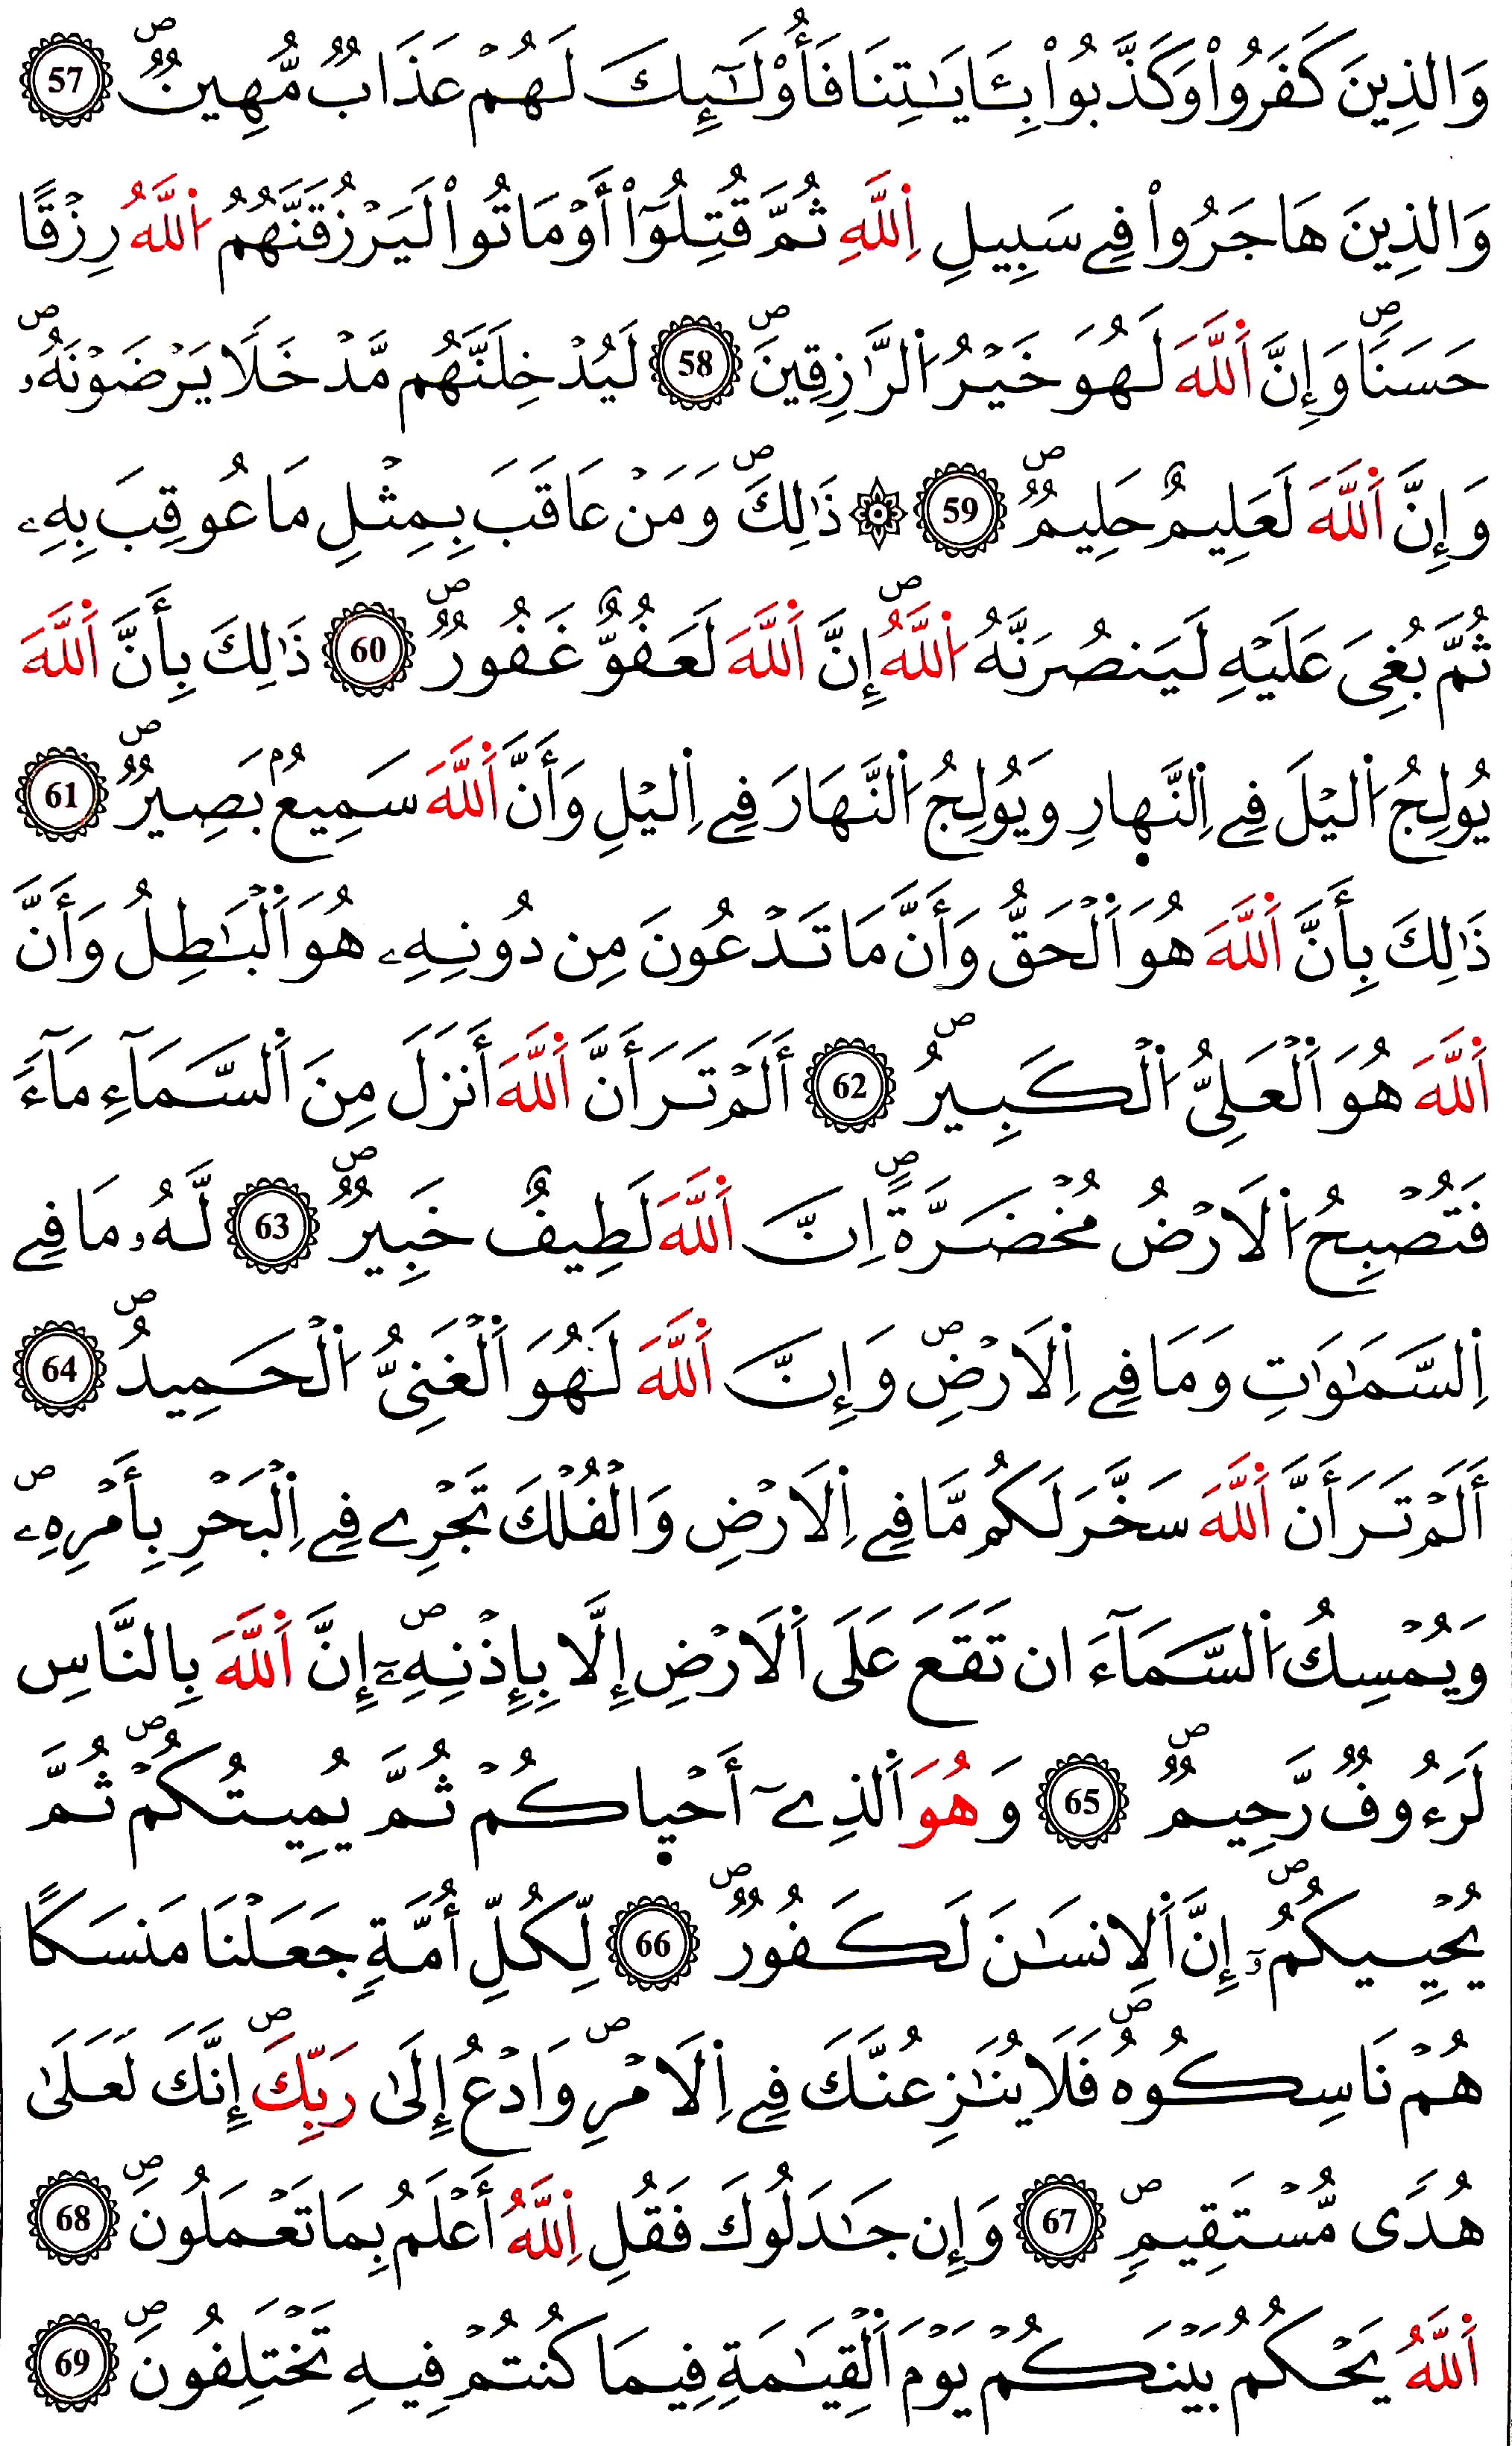 وَالذِينَ كَفَرُواْ وَكَذَّبُواْ بِـَٔايَٰتِنَا فَأُوْلَٰٓئِكَ لَهُمْ عَذَابٞ مُّهِينٞۖ 57
وَالذِينَ هَاجَرُواْ فِے سَبِيلِ اِ۬للَّهِ ثُمَّ قُتِلُوٓاْ أَوْ مَاتُواْ لَيَرْزُقَنَّهُمُ اُ۬للَّهُ رِزْقًا
حَسَنٗاۖ وَإِنَّ اَ۬للَّهَ لَهُوَ خَيْرُ اُ۬لرَّٰزِقِينَۖ 58 لَيُدْخِلَنَّهُم مَّدْخَلٗا يَرْضَوْنَهُۥۖ
وَإِنَّ اَ۬للَّهَ لَعَلِيمٌ حَلِيمٞۖ 59 ۞ ذَٰلِكَۖ وَمَنْ عَاقَبَ بِمِثْلِ مَا عُوقِبَ بِهِۦ
ثُمَّ بُغِيَ عَلَيْهِ لَيَنصُرَنَّهُ اُ۬للَّهُۖ إِنَّ اَ۬للَّهَ لَعَفُوٌّ غَفُورٞۖ 60 ذَٰلِكَ بِأَنَّ اَ۬للَّهَ
يُولِجُ اُ۬ليْلَ فِے اِ۬لنَّه۪ارِ وَيُولِجُ اُ۬لنَّهَارَ فِے اِ۬ليْلِ وَأَنَّ اَ۬للَّهَ سَمِيعُۢ بَصِيرٞۖ 61
ذَٰلِكَ بِأَنَّ اَ۬للَّهَ هُوَ اَ۬لْحَقُّ وَأَنَّ مَا تَدْعُونَ مِن دُونِهِۦ هُوَ اَ۬لْبَٰطِلُ وَأَنَّ
اَ۬للَّهَ هُوَ اَ۬لْعَلِيُّ اُ۬لْكَبِيرُۖ 62 أَلَمْ تَرَ أَنَّ اَ۬للَّهَ أَنزَلَ مِنَ اَ۬لسَّمَآءِ مَآءٗ
فَتُصْبِحُ اُ۬لَارْضُ مُخْضَرَّةًۖ اِنَّ اَ۬للَّهَ لَطِيفٌ خَبِيرٞۖ 63 لَّهُۥ مَا فِے
اِ۬لسَّمَٰوَٰتِ وَمَا فِے اِ۬لَارْضِۖ وَإِنَّ اَ۬للَّهَ لَهُوَ اَ۬لْغَنِيُّ اُ۬لْحَمِيدُۖ 64
أَلَمْ تَرَ أَنَّ اَ۬للَّهَ سَخَّرَ لَكُم مَّا فِے اِ۬لَارْضِ وَالْفُلْكَ تَجْرِے فِے اِ۬لْبَحْرِ بِأَمْرِهِۦۖ
وَيُمْسِكُ اُ۬لسَّمَآءَ ان تَقَعَ عَلَى اَ۬لَارْضِ إِلَّا بِإِذْنِهِۦٓۖ إِنَّ اَ۬للَّهَ بِالنَّاسِ
لَرَءُوفٞ رَّحِيمٞۖ 65 وَهُوَ اَ۬لذِےٓ أَحْي۪اكُمْ ثُمَّ يُمِيتُكُمْۖ ثُمَّ
يُحْيِيكُمُۥٓۖ إِنَّ اَ۬لِانسَٰنَ لَكَفُورٞۖ 66 لِّكُلِّ أُمَّةٖ جَعَلْنَا مَنسَكًا
هُمْ نَاسِكُوهُۖ فَلَا يُنَٰزِعُنَّكَ فِے اِ۬لَامْرِۖ وَادْعُ إِلَىٰ رَبِّكَۖ إِنَّكَ لَعَلَىٰ
هُدٗى مُّسْتَقِيمٖۖ 67 وَإِن جَٰدَلُوكَ فَقُلِ اِ۬للَّهُ أَعْلَمُ بِمَا تَعْمَلُونَۖ 68
اَ۬للَّهُ يَحْكُمُ بَيْنَكُمْ يَوْمَ اَ۬لْقِيَٰمَةِ فِيمَا كُنتُمْ فِيهِ تَخْتَلِفُونَۖ 69